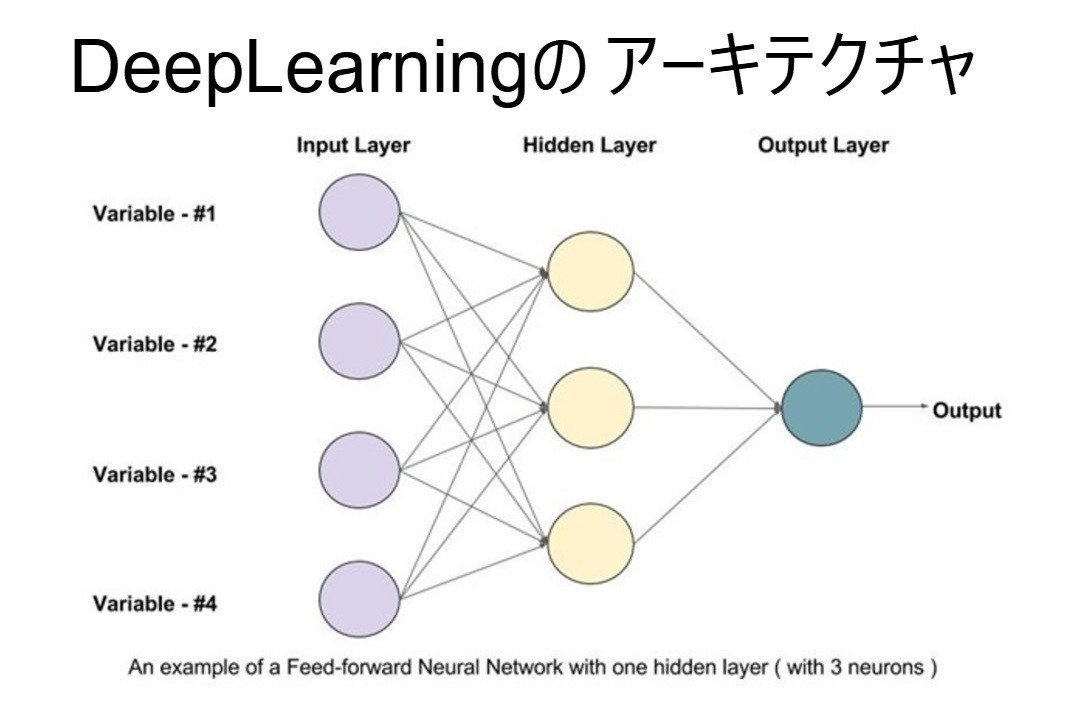 DeepLearningの アーキテクチャ
Input Layer Hidden Layer Output Layer
Variable - #1
Variable - #2
Output
Variable - #3
Variable - #4
An example of a Feed-forward Neural Network with one hidden layer ( with 3 neurons )